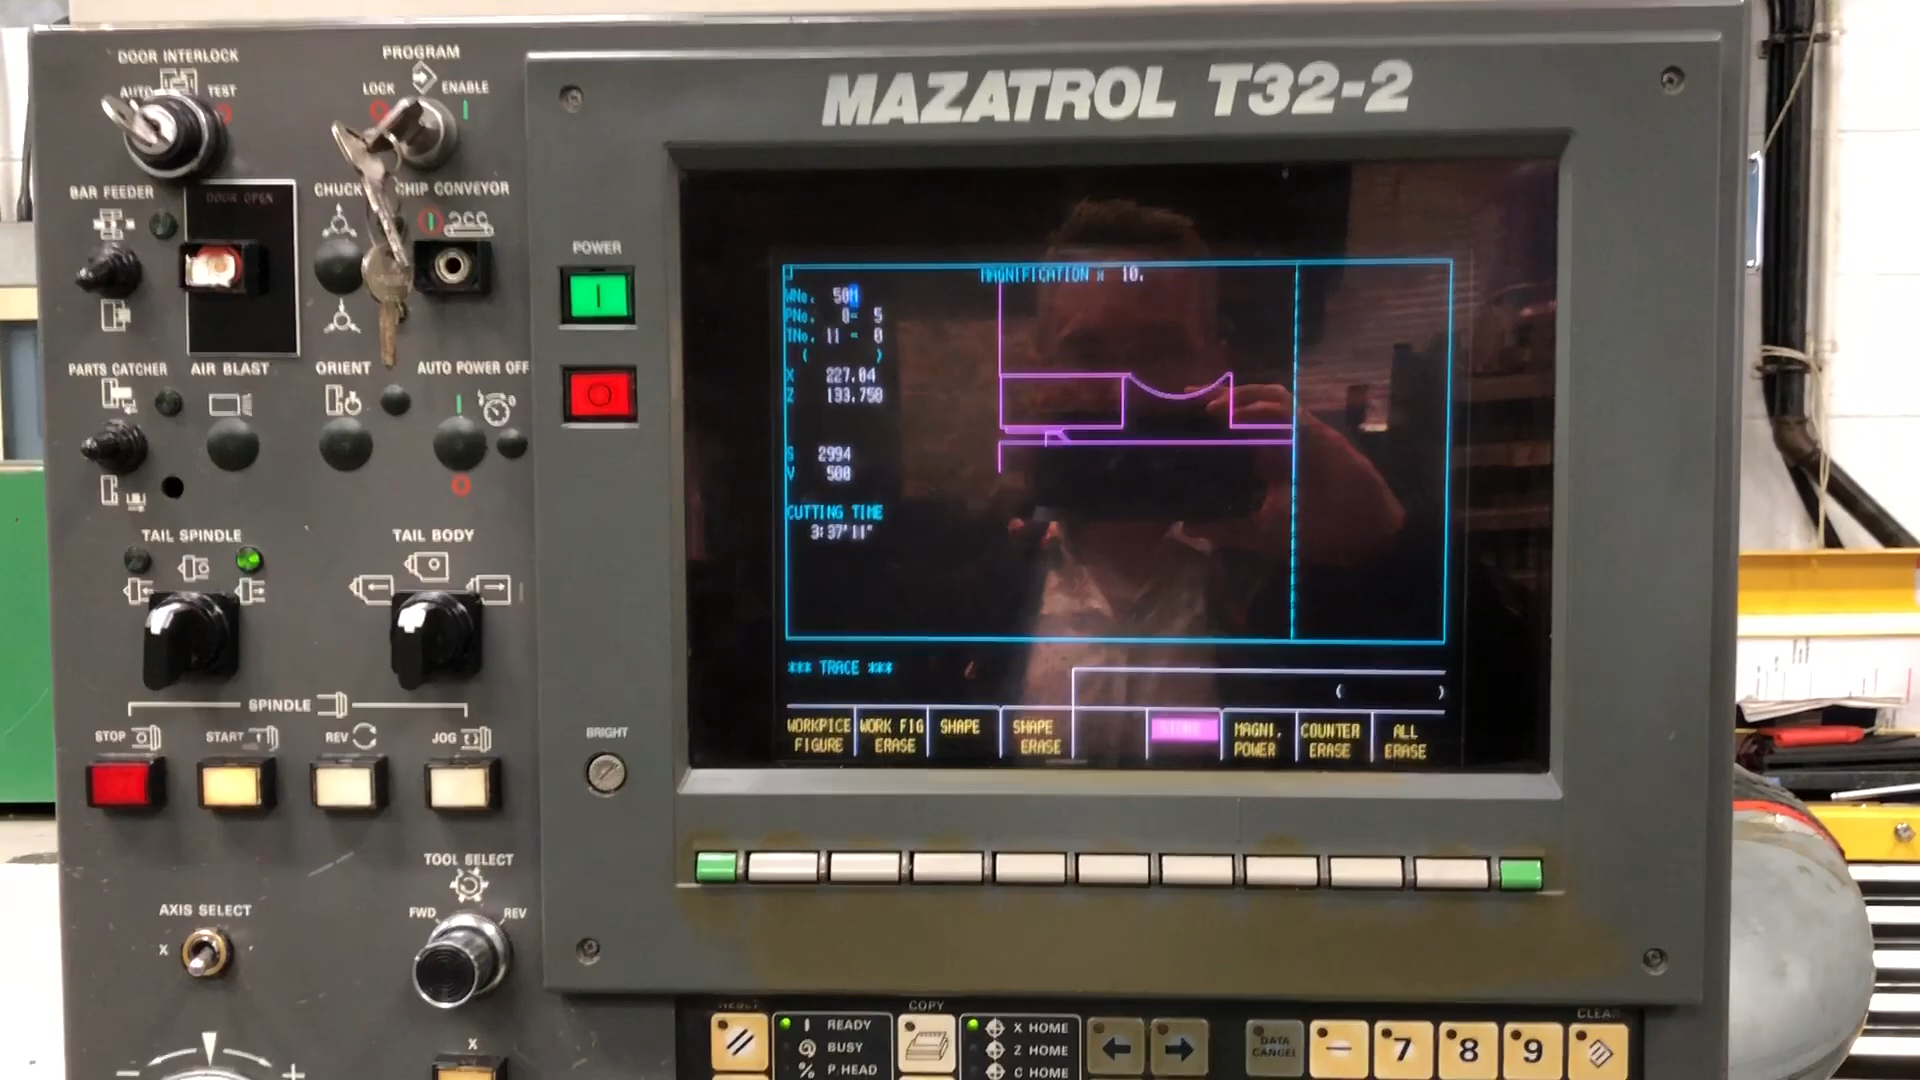 DOOR INTERLOCK
AUTO
TEST
PROGRAM
LOCK
ENABLE
MAZATROL T32-2
BAR FEEDER
DOOR OPEN
CHUCK
CHIP CONVEYOR
POWER
PARTS CATCHER
AIR BLAST
ORIENT
AUTO POWER OFF
MAGNIFICATION x 10.
WNo. 50M
PNo. 0= 5
TNo. 11 - 0
( )
X 227.04
Z 133.750
S 2994
V 500
CUTTING TIME
3:37'11"
*** TRACE ***
( )
WORKPICE FIGURE
WORK FIG ERASE
SHAPE
SHAPE ERASE
MAGNI. POWER
COUNTER ERASE
ALL ERASE
TAIL SPINDLE
TAIL BODY
SPINDLE
STOP
START
REV
JOG
BRIGHT
TOOL SELECT
FWD
REV
AXIS SELECT
X
X
- +
RESET
READY
BUSY
P.HEAD
COPY
X HOME
Z HOME
C HOME
DATA CANCEL
-
7
8
9
CLEAR